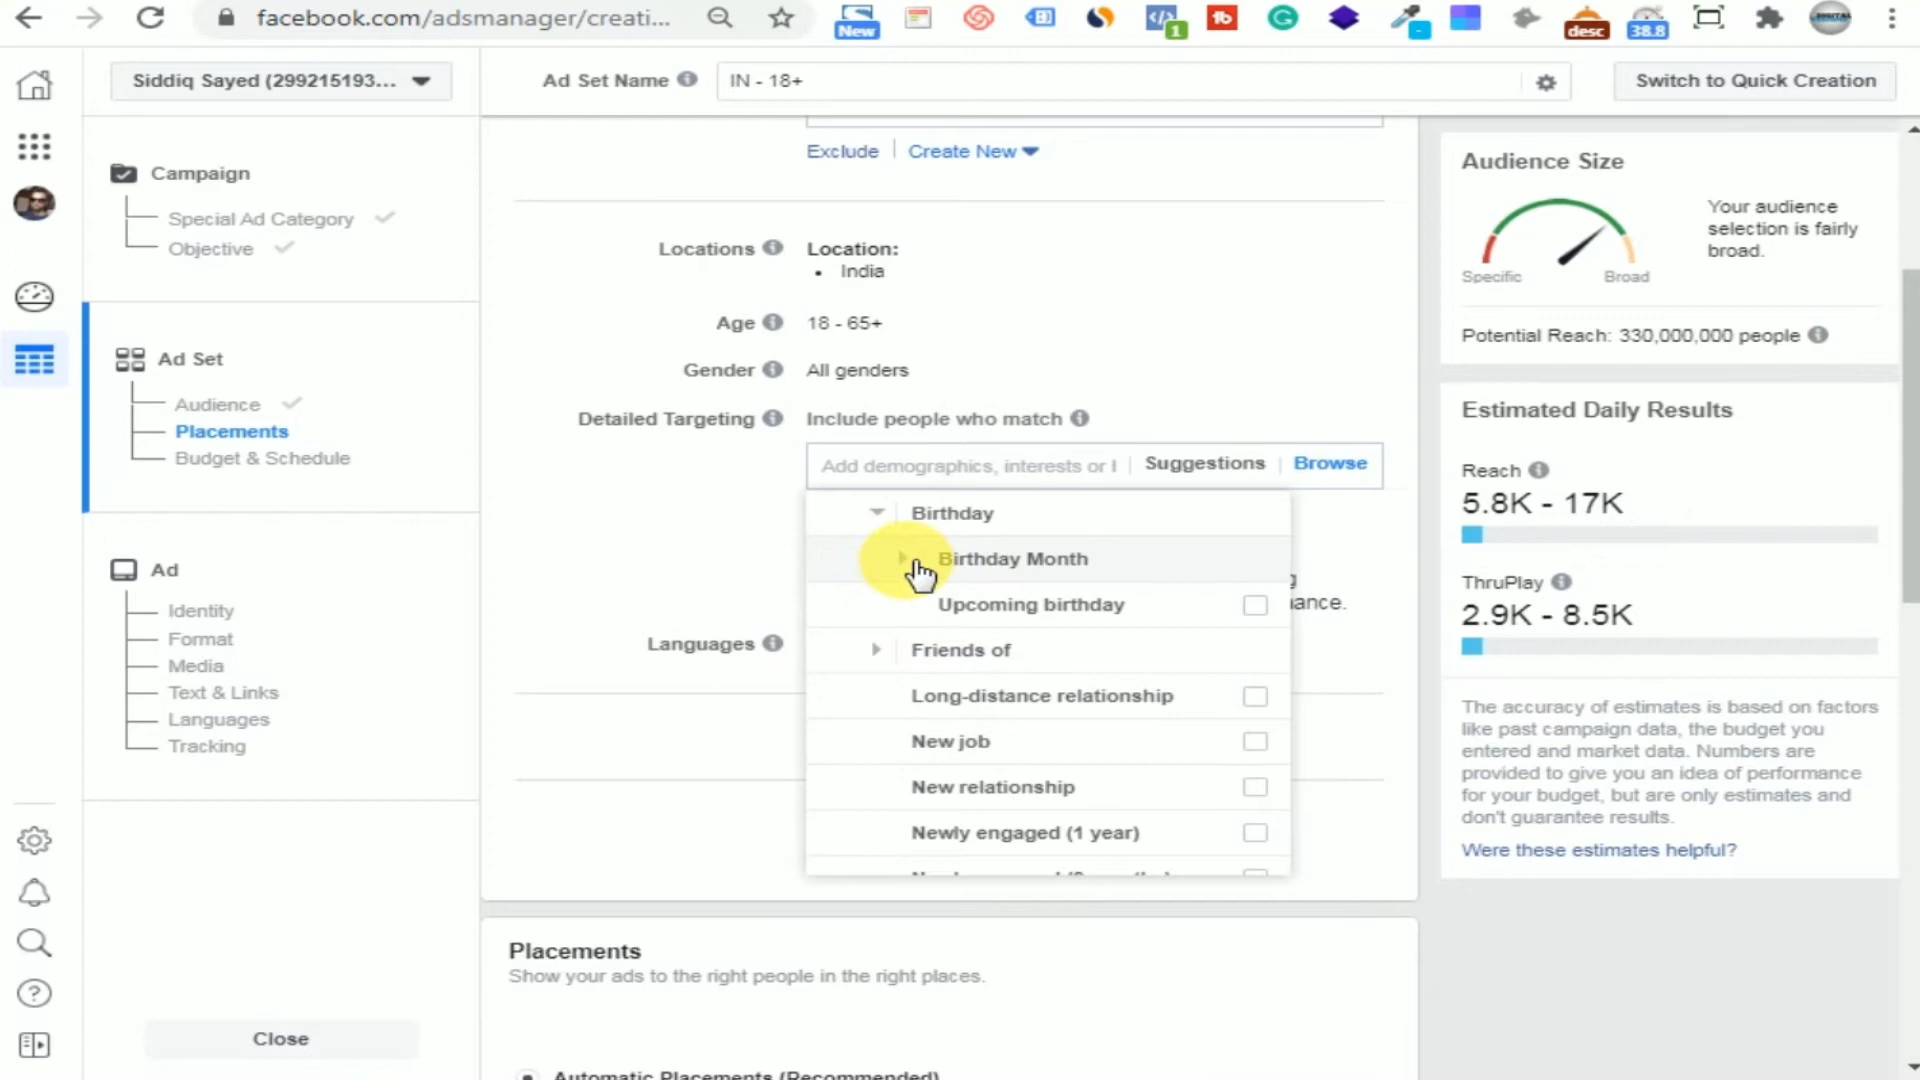 facebook.com/adsmanager/creati...
New
1
desc
38.8
Siddiq Sayed (299215193...
Ad Set Name
IN - 18+
Switch to Quick Creation
Campaign
Special Ad Category
Objective
Ad Set
Audience
Placements
Budget & Schedule
Ad
Identity
Format
Media
Text & Links
Languages
Tracking
Close
Exclude
Create New
Locations
Location:
India
Age
18 - 65+
Gender
All genders
Detailed Targeting
Include people who match
Add demographics, interests or
Suggestions
Browse
Birthday
Birthday Month
Upcoming birthday
Friends of
Long-distance relationship
New job
New relationship
Newly engaged (1 year)
Languages
Placements
Show your ads to the right people in the right places.
Automatic Placements (Recommended)
Audience Size
Specific
Broad
Your audience
selection is fairly
broad.
Potential Reach: 330,000,000 people
Estimated Daily Results
Reach
5.8K - 17K
ThruPlay
2.9K - 8.5K
The accuracy of estimates is based on factors
like past campaign data, the budget you
entered and market data. Numbers are
provided to give you an idea of performance
for your budget, but are only estimates and
don't guarantee results.
Were these estimates helpful?